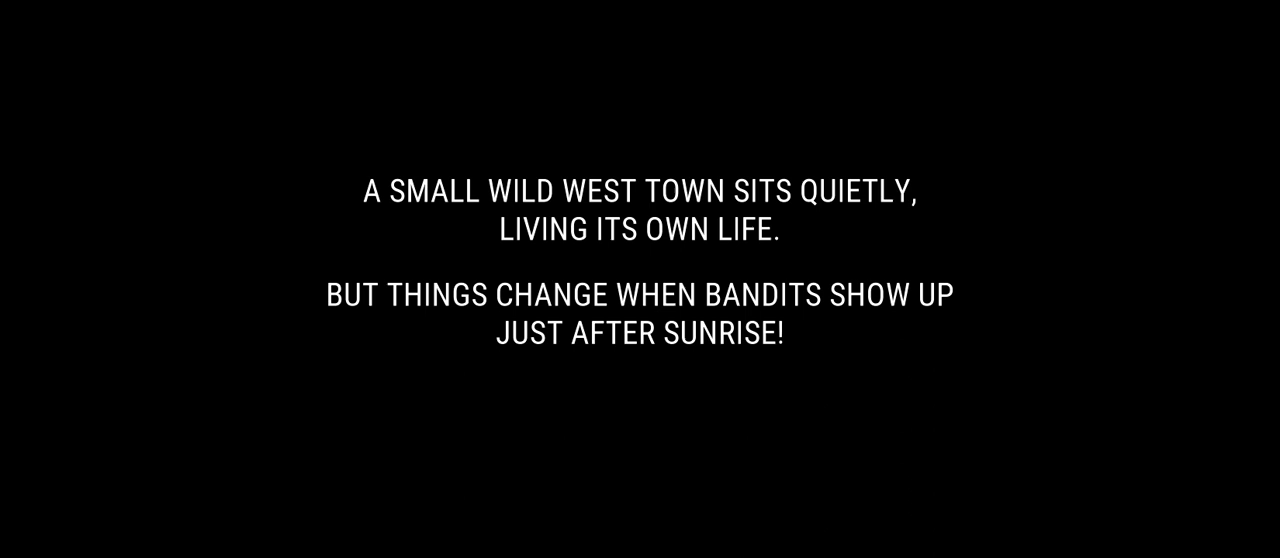 A SMALL WILD WEST TOWN SITS QUIETLY,
LIVING ITS OWN LIFE.
BUT THINGS CHANGE WHEN BANDITS SHOW UP
JUST AFTER SUNRISE!